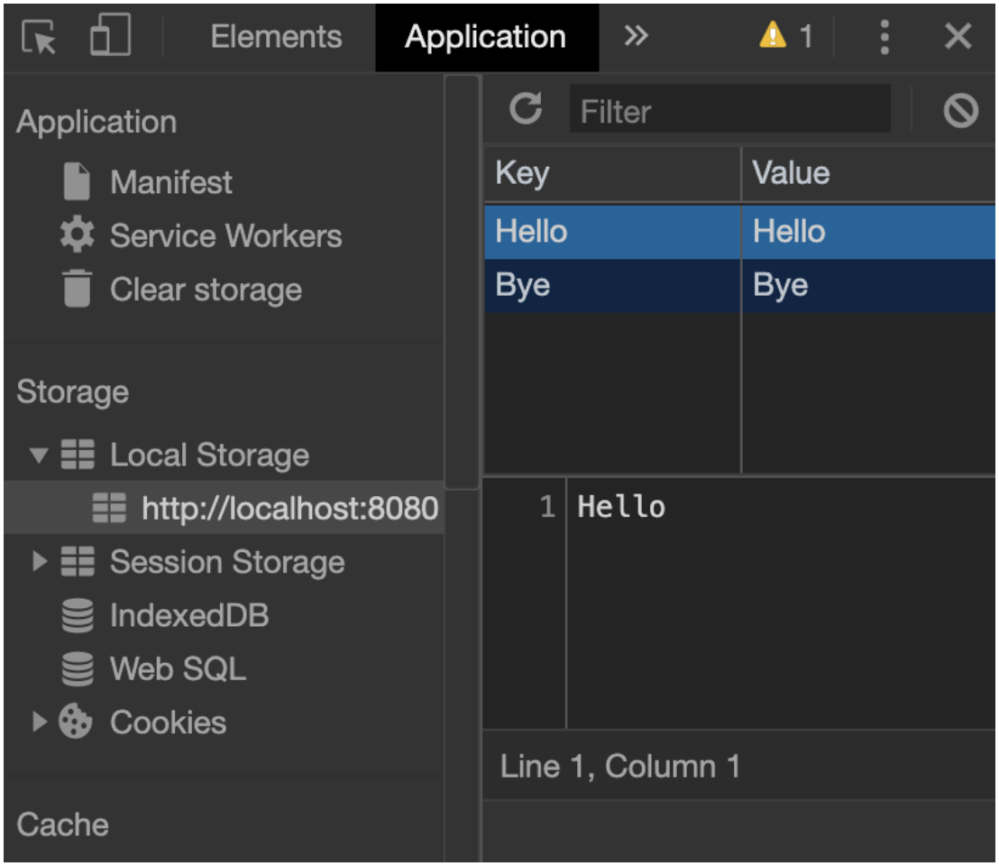 Elements Application 1
Application
Manifest
Service Workers
Clear storage
Storage
Local Storage
http://localhost:8080
Session Storage
IndexedDB
Web SQL
Cookies
Cache
Filter
Key Value
Hello Hello
Bye Bye
1 Hello
Line 1, Column 1